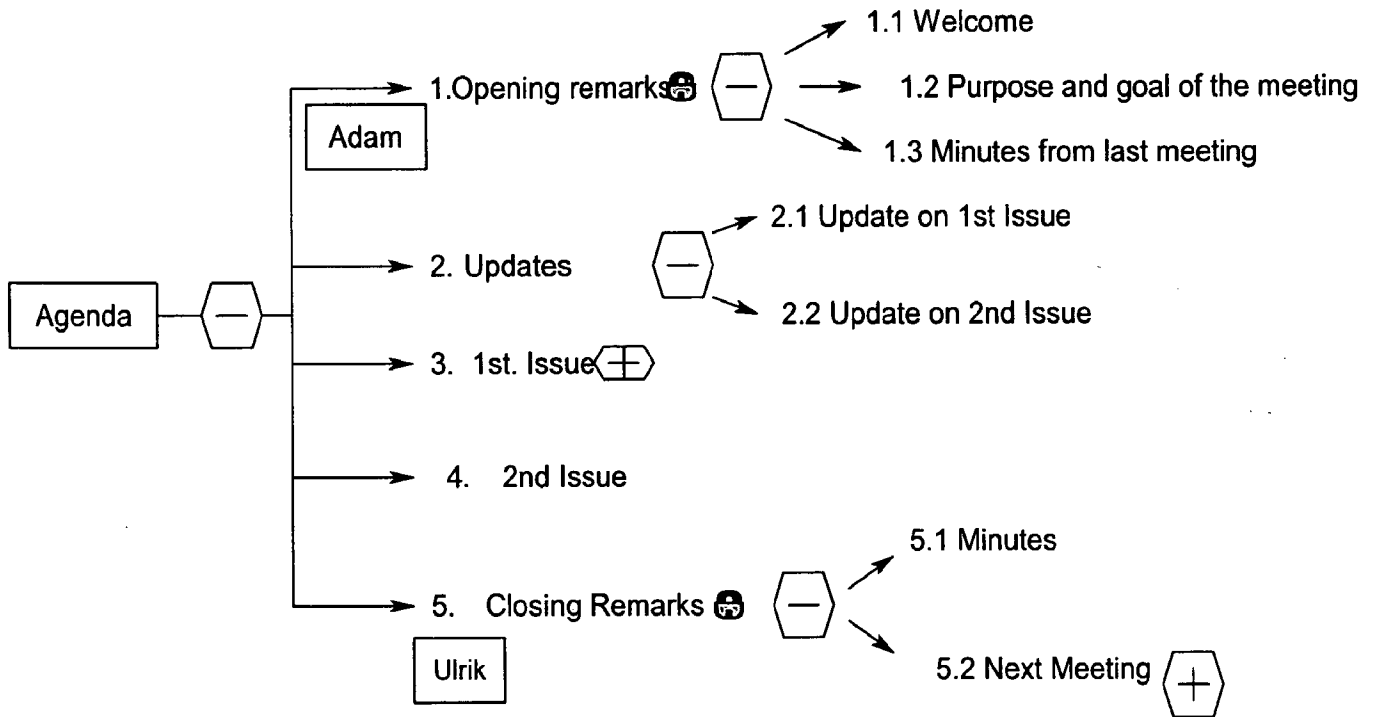 1.1 Welcome
1.Opening remarks
1.2 Purpose and goal of the meeting
Adam
1.3 Minutes from last meeting
2.1 Update on 1st Issue
2. Updates
Agenda
2.2 Update on 2nd Issue
3. 1st. Issue
4. 2nd Issue
5.1 Minutes
5. Closing Remarks
Ulrik
5.2 Next Meeting